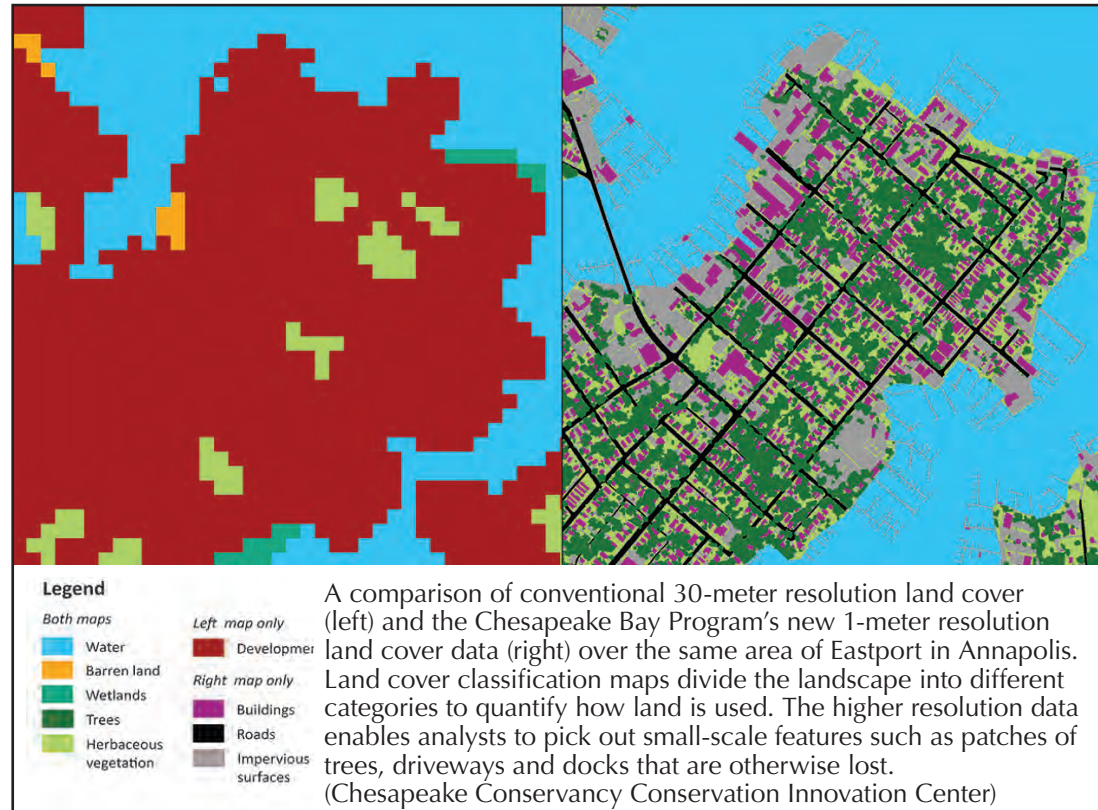 Legend
Both maps
Water
Barren land
Wetlands
Trees
Herbaceous
vegetation
Left map only
Developmer
Right map only
Buildings
Roads
Impervious
surfaces
A comparison of conventional 30-meter resolution land cover
(left) and the Chesapeake Bay Program's new 1-meter resolution
land cover data (right) over the same area of Eastport in Annapolis.
Land cover classification maps divide the landscape into different
categories to quantify how land is used. The higher resolution data
enables analysts to pick out small-scale features such as patches of
trees, driveways and docks that are otherwise lost.
(Chesapeake Conservancy Conservation Innovation Center)